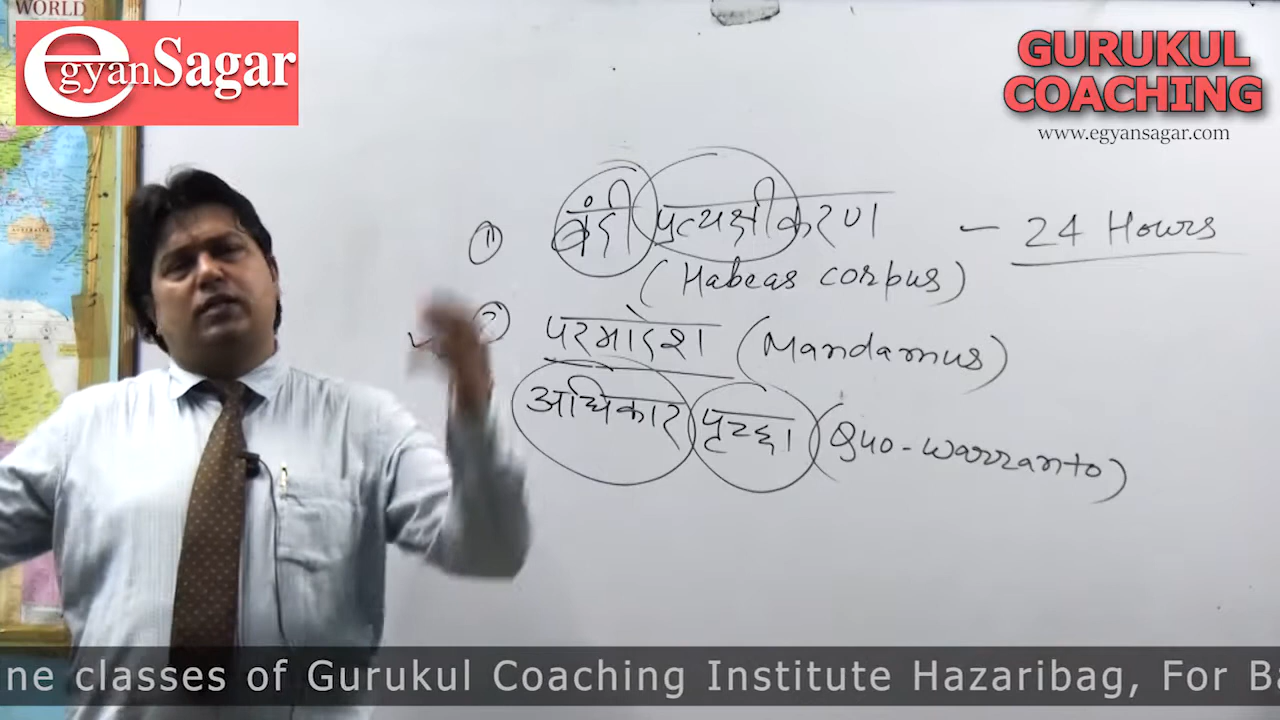 WORLD
egyanSagar
GURUKUL
COACHING
www.egyansagar.com
① बंदी प्रत्यक्षीकरण – 24 Hours
(Habeas corpus)
② परमादेश (Mandamus)
अधिकार पृच्छा (Quo-warranto)
ne classes of Gurukul Coaching Institute Hazaribag, For Ba